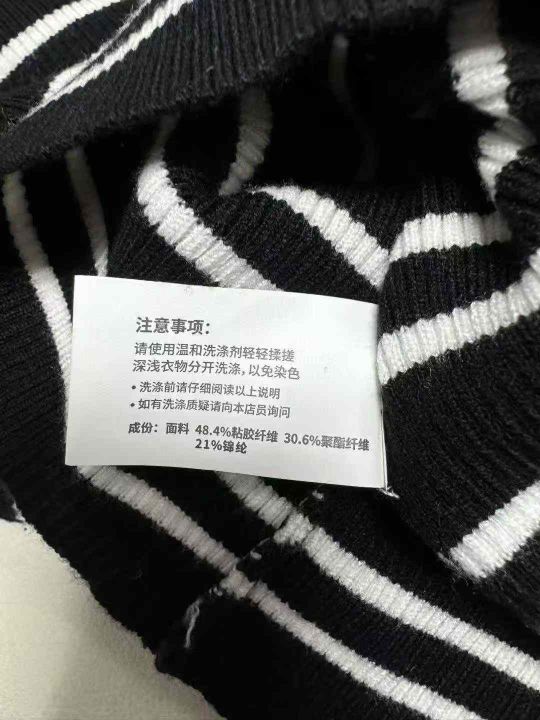 注意事项：
请使用温和洗涤剂轻轻揉搓
深浅衣物分开洗涤，以免染色
• 洗涤前请仔细阅读以上说明
• 如有洗涤质疑请向本店员询问
成份：面料 48.4%粘胶纤维 30.6%聚酯纤维
21%锦纶